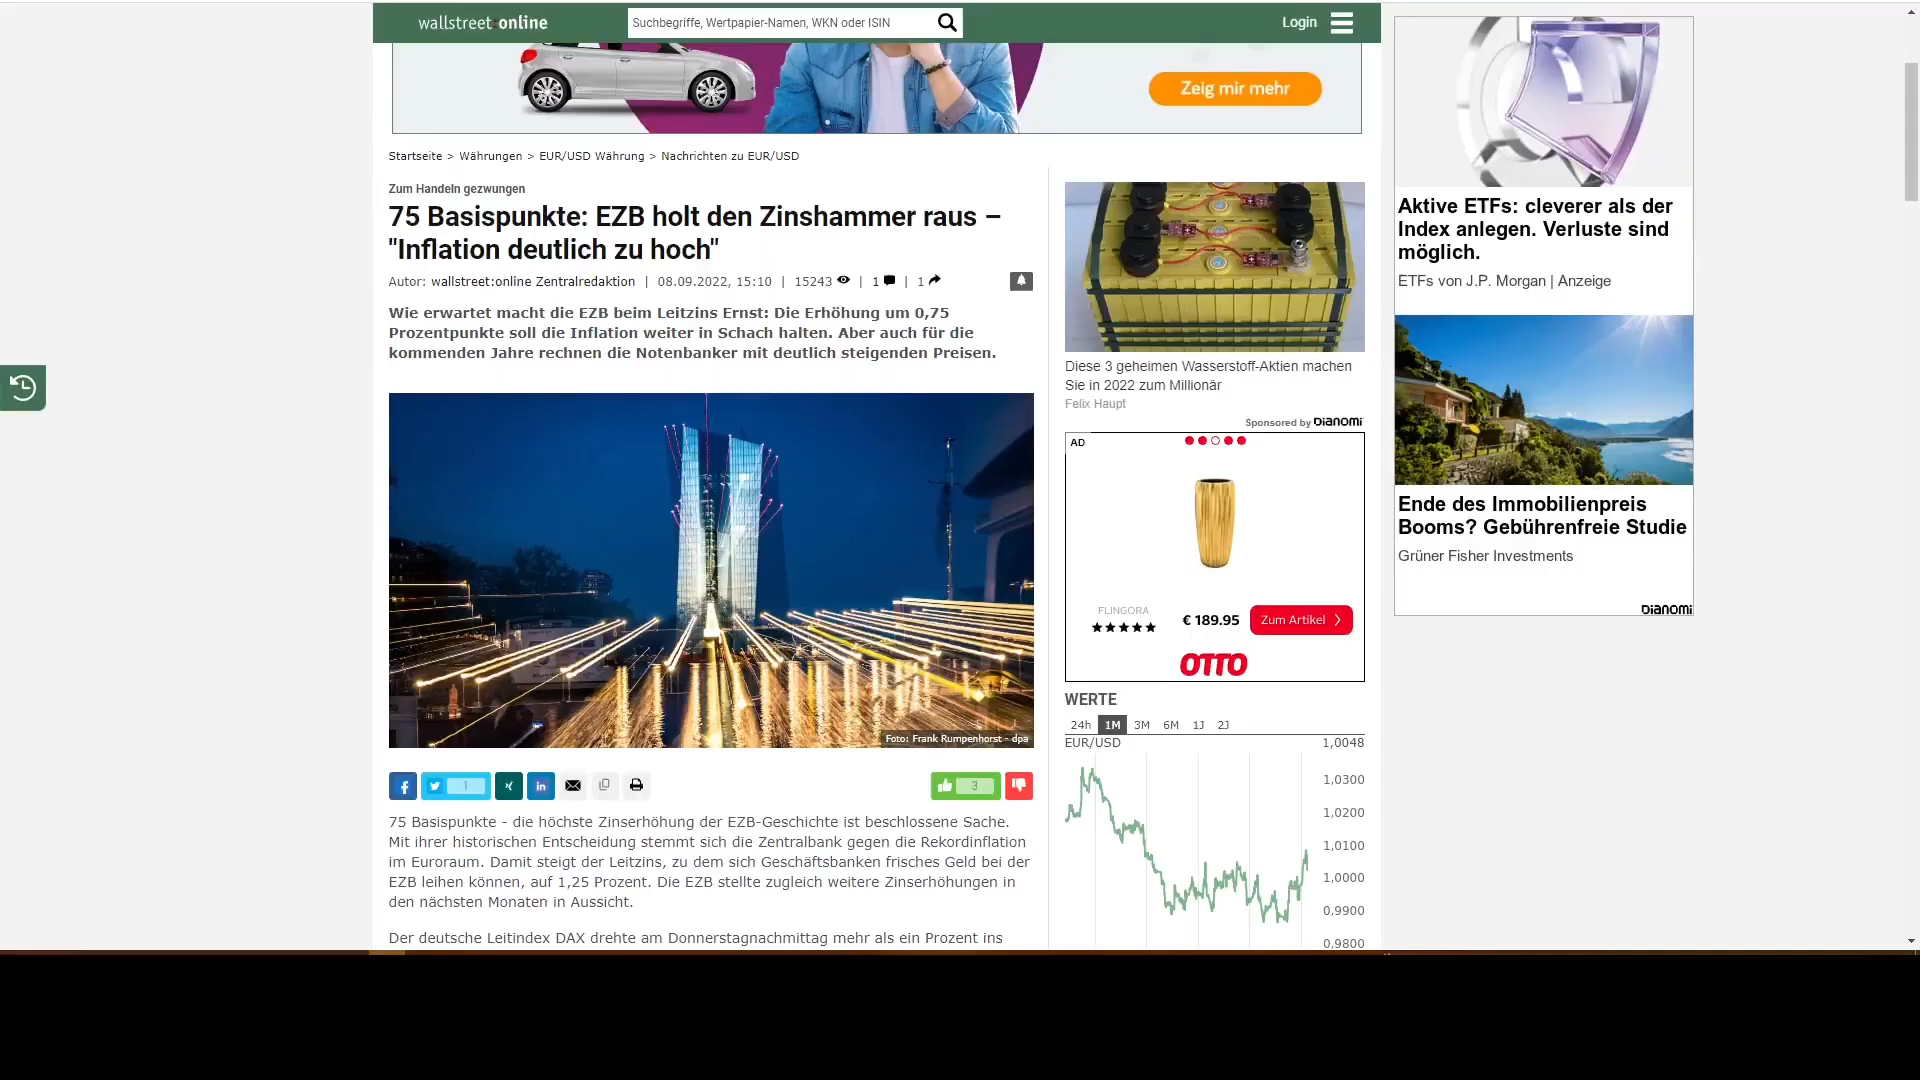 wallstreet:online
Suchbegriffe, Wertpapier-Namen, WKN oder ISIN
Login
Zeig mir mehr
Startseite > Währungen > EUR/USD Währung > Nachrichten zu EUR/USD
Zum Handeln gezwungen
75 Basispunkte: EZB holt den Zinshammer raus –
"Inflation deutlich zu hoch"
Autor: wallstreet:online Zentralredaktion | 08.09.2022, 15:10 | 15243 | 1 | 1
Wie erwartet macht die EZB beim Leitzins Ernst: Die Erhöhung um 0,75
Prozentpunkte soll die Inflation weiter in Schach halten. Aber auch für die
kommenden Jahre rechnen die Notenbanker mit deutlich steigenden Preisen.
Foto: Frank Rumpenhorst - dpa
1
3
75 Basispunkte - die höchste Zinserhöhung der EZB-Geschichte ist beschlossene Sache.
Mit ihrer historischen Entscheidung stemmt sich die Zentralbank gegen die Rekordinflation
im Euroraum. Damit steigt der Leitzins, zu dem sich Geschäftsbanken frisches Geld bei der
EZB leihen können, auf 1,25 Prozent. Die EZB stellte zugleich weitere Zinserhöhungen in
den nächsten Monaten in Aussicht.
Der deutsche Leitindex DAX drehte am Donnerstagnachmittag mehr als ein Prozent ins
Diese 3 geheimen Wasserstoff-Aktien machen
Sie in 2022 zum Millionär
Felix Haupt
Sponsored by DIANOMI
AD
FLINGORA
€ 189.95
Zum Artikel
OTTO
WERTE
24h 1M 3M 6M 1J 2J
EUR/USD 1,0048
1,0300
1,0200
1,0100
1,0000
0,9900
0,9800
Aktive ETFs: cleverer als der
Index anlegen. Verluste sind
möglich.
ETFs von J.P. Morgan | Anzeige
Ende des Immobilienpreis
Booms? Gebührenfreie Studie
Grüner Fisher Investments
DIANOMI